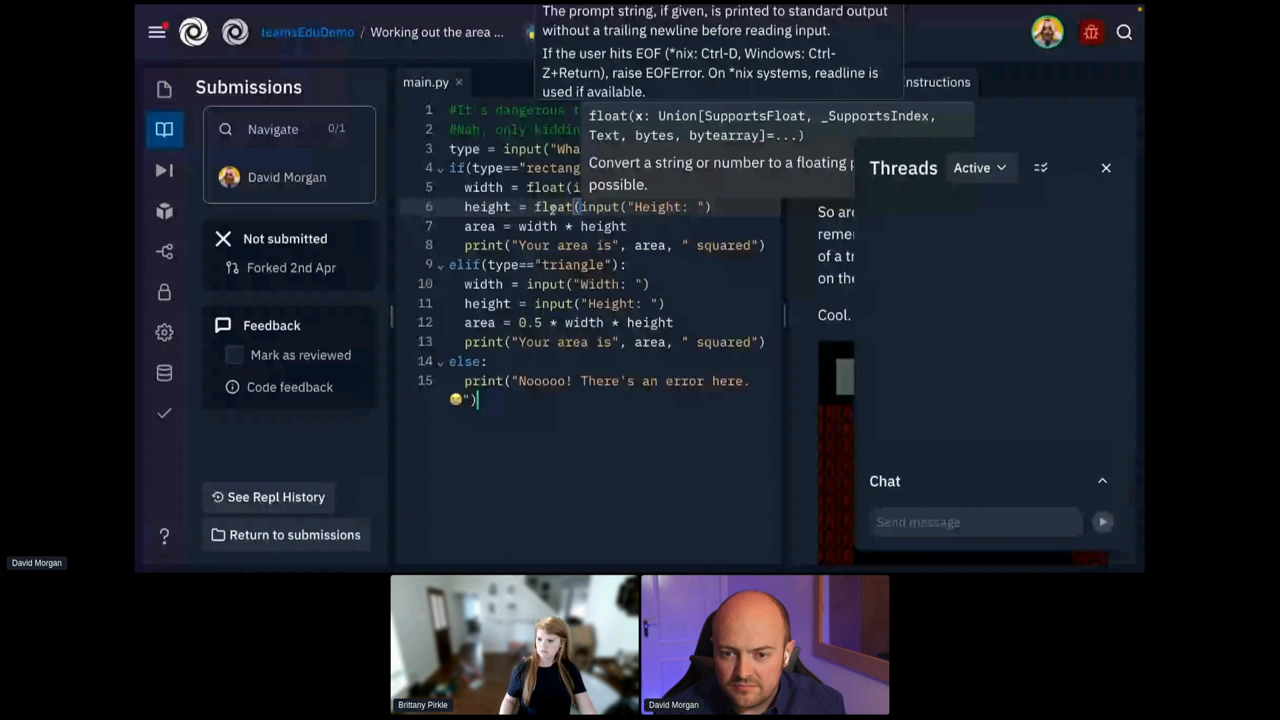 The prompt string, if given, is printed to standard output
without a trailing newline before reading input.
If the user hits EOF (*nix: Ctrl-D, Windows: Ctrl-
Z+Return), raise EOFError. On *nix systems, readline is
used if available.
teamsEduDemo / Working out the area ...
Submissions
Navigate 0/1
David Morgan
Not submitted
Forked 2nd Apr
Feedback
Mark as reviewed
Code feedback
See Repl History
Return to submissions
main.py
1 #It's dangerous
2 #Nah, only kidding
3 type = input("Wha
4 if(type=="rectang
5 width = float(i
6 height = float(input("Height: ")
7 area = width * height
8 print("Your area is", area, " squared")
9 elif(type=="triangle"):
10 width = input("Width: ")
11 height = input("Height: ")
12 area = 0.5 * width * height
13 print("Your area is", area, " squared")
14 else:
15 print("Nooooo! There's an error here.
😅")
float(x: Union[SupportsFloat, _SupportsIndex,
Text, bytes, bytearray]=...)
Convert a string or number to a floating p
possible.
nstructions
So ar
reme
of a tr
on the
Cool.
Threads Active
Chat
Send message
David Morgan
Brittany Pirkle
David Morgan